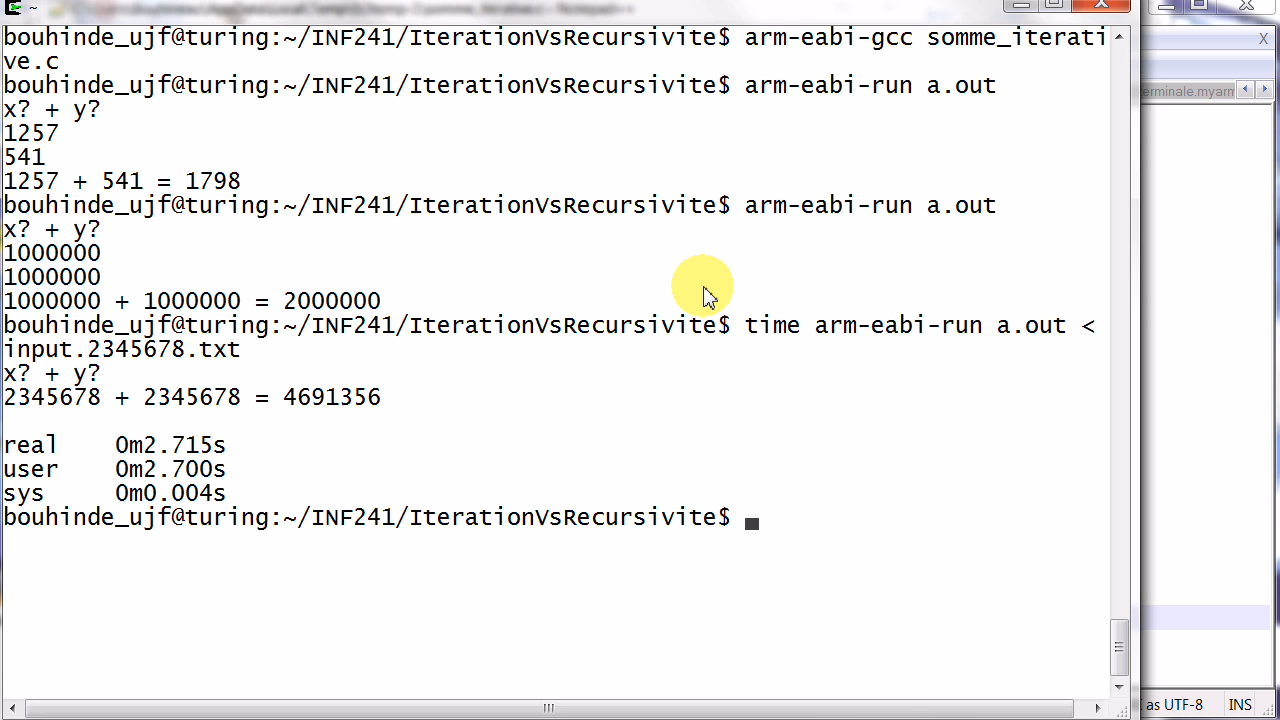 ~
bouhinde_ujf@turing:~/INF241/IterationVsRecursivite$ arm-eabi-gcc somme_iterati
ve.c
bouhinde_ujf@turing:~/INF241/IterationVsRecursivite$ arm-eabi-run a.out
x? + y?
1257
541
1257 + 541 = 1798
bouhinde_ujf@turing:~/INF241/IterationVsRecursivite$ arm-eabi-run a.out
x? + y?
1000000
1000000
1000000 + 1000000 = 2000000
bouhinde_ujf@turing:~/INF241/IterationVsRecursivite$ time arm-eabi-run a.out <
input.2345678.txt
x? + y?
2345678 + 2345678 = 4691356
real 0m2.715s
user 0m2.700s
sys 0m0.004s
bouhinde_ujf@turing:~/INF241/IterationVsRecursivite$
erminale.myarm
as UTF-8 INS